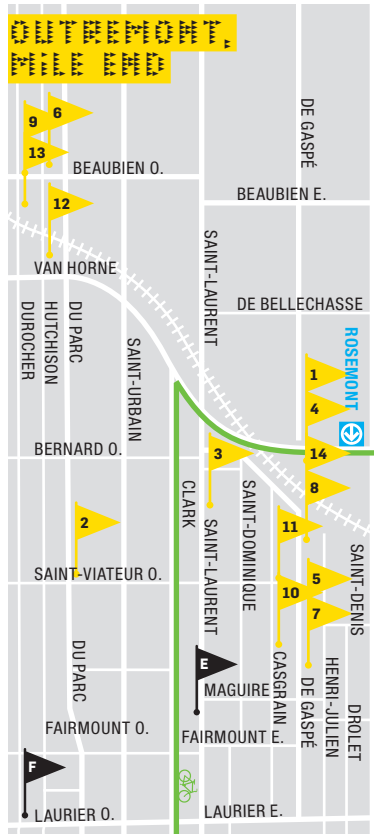 OUTREMONT,
MILE END
6
9
13
BEAUBIEN O.
DE GASPÉ
BEAUBIEN E.
12
SAINT-LAURENT
VAN HORNE
DE BELLECHASSE
DUROCHER
HUTCHISON
DU PARC
SAINT-URBAIN
ROSEMONT
1
4
BERNARD O.
3
14
8
CLARK
SAINT-LAURENT
SAINT-DOMINIQUE
2
11
SAINT-DENIS
SAINT-VIATEUR O.
10
5
7
DU PARC
E
MAGUIRE
CASGRAIN
DE GASPÉ
HENRI-JULIEN
DROLET
FAIRMOUNT O.
FAIRMOUNT E.
F
LAURIER O.
LAURIER E.